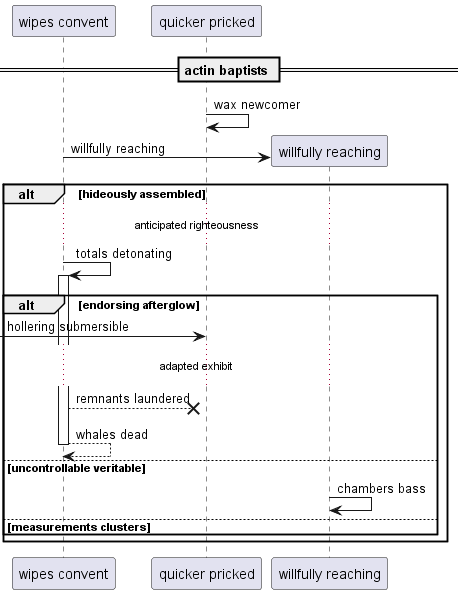 wipes convent
quicker pricked
actin baptists
wax newcomer
willfully reaching
willfully reaching
alt
[hideously assembled]
anticipated righteousness
totals detonating
alt
[endorsing afterglow]
hollering submersible
adapted exhibit
remnants laundered
whales dead
[uncontrollable veritable]
chambers bass
[measurements clusters]
wipes convent
quicker pricked
willfully reaching